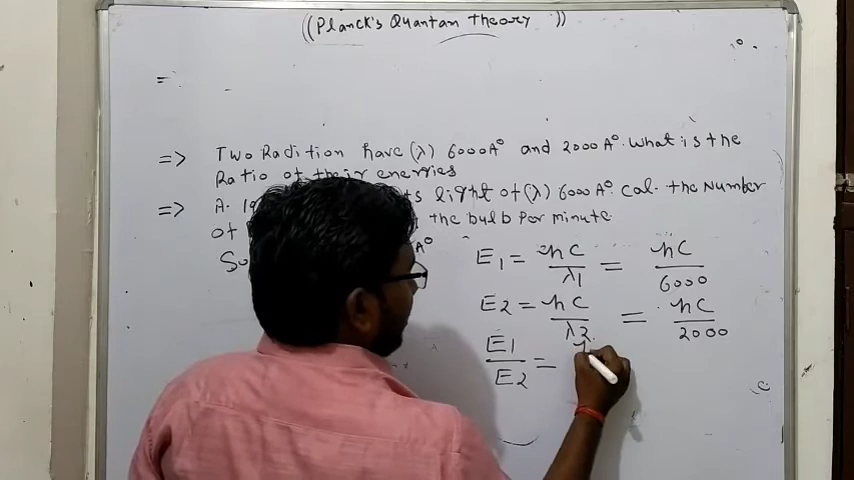 ((Planck's Quantam theory))
=>
=> Two Radition have (λ) 6000A° and 2000A°. What is the
Ratio of their energies
=> A. ts light of (λ) 6000A°. Cal. the Number
of the bulb Per minute.
So A°
E1 = hc/λ1 = hc/6000
E2 = hc/λ2 = hc/2000
E1/E2 =